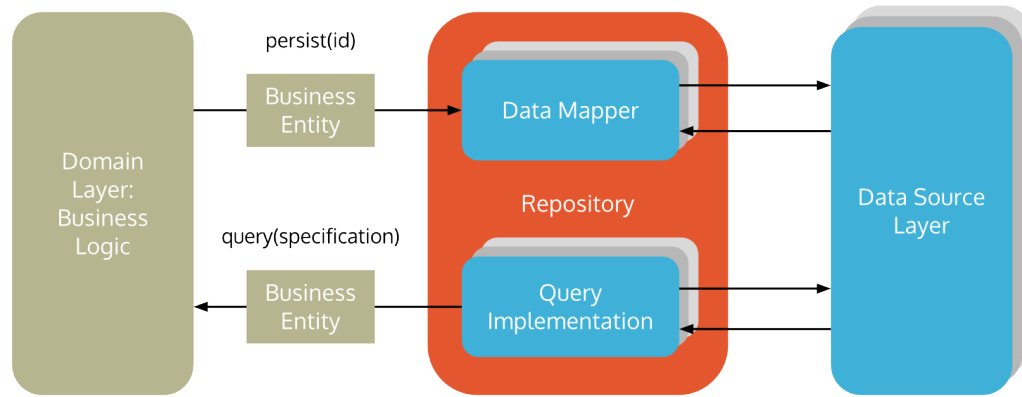 Domain
Layer:
Business
Logic
persist(id)
Business
Entity
query(specification)
Business
Entity
Data Mapper
Repository
Query
Implementation
Data Source
Layer